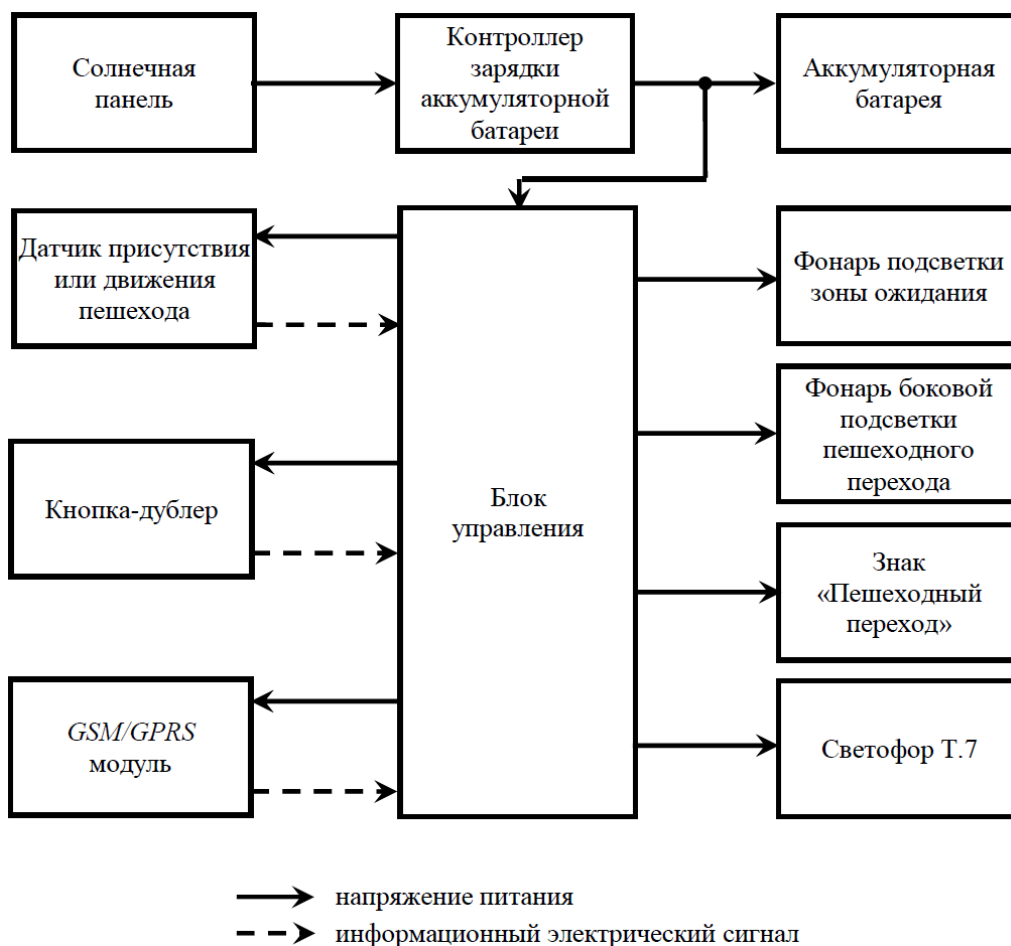 Солнечная
панель
Контроллер
зарядки
аккумуляторной
батареи
Аккумуляторная
батарея
Датчик присутствия
или движения
пешехода
Кнопка-дублер
GSM/GPRS
модуль
Блок
управления
Фонарь подсветки
зоны ожидания
Фонарь боковой
подсветки
пешеходного
перехода
Знак
«Пешеходный
переход»
Светофор Т.7
напряжение питания
информационный электрический сигнал